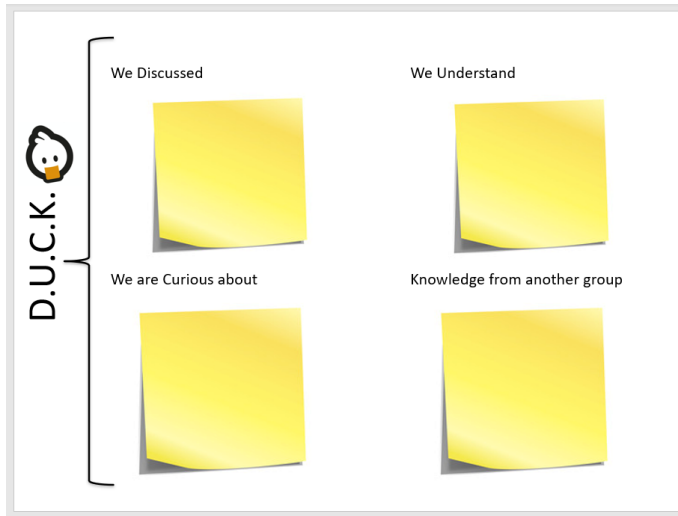 D.U.C.K.
We Discussed
We Understand
We are Curious about
Knowledge from another group